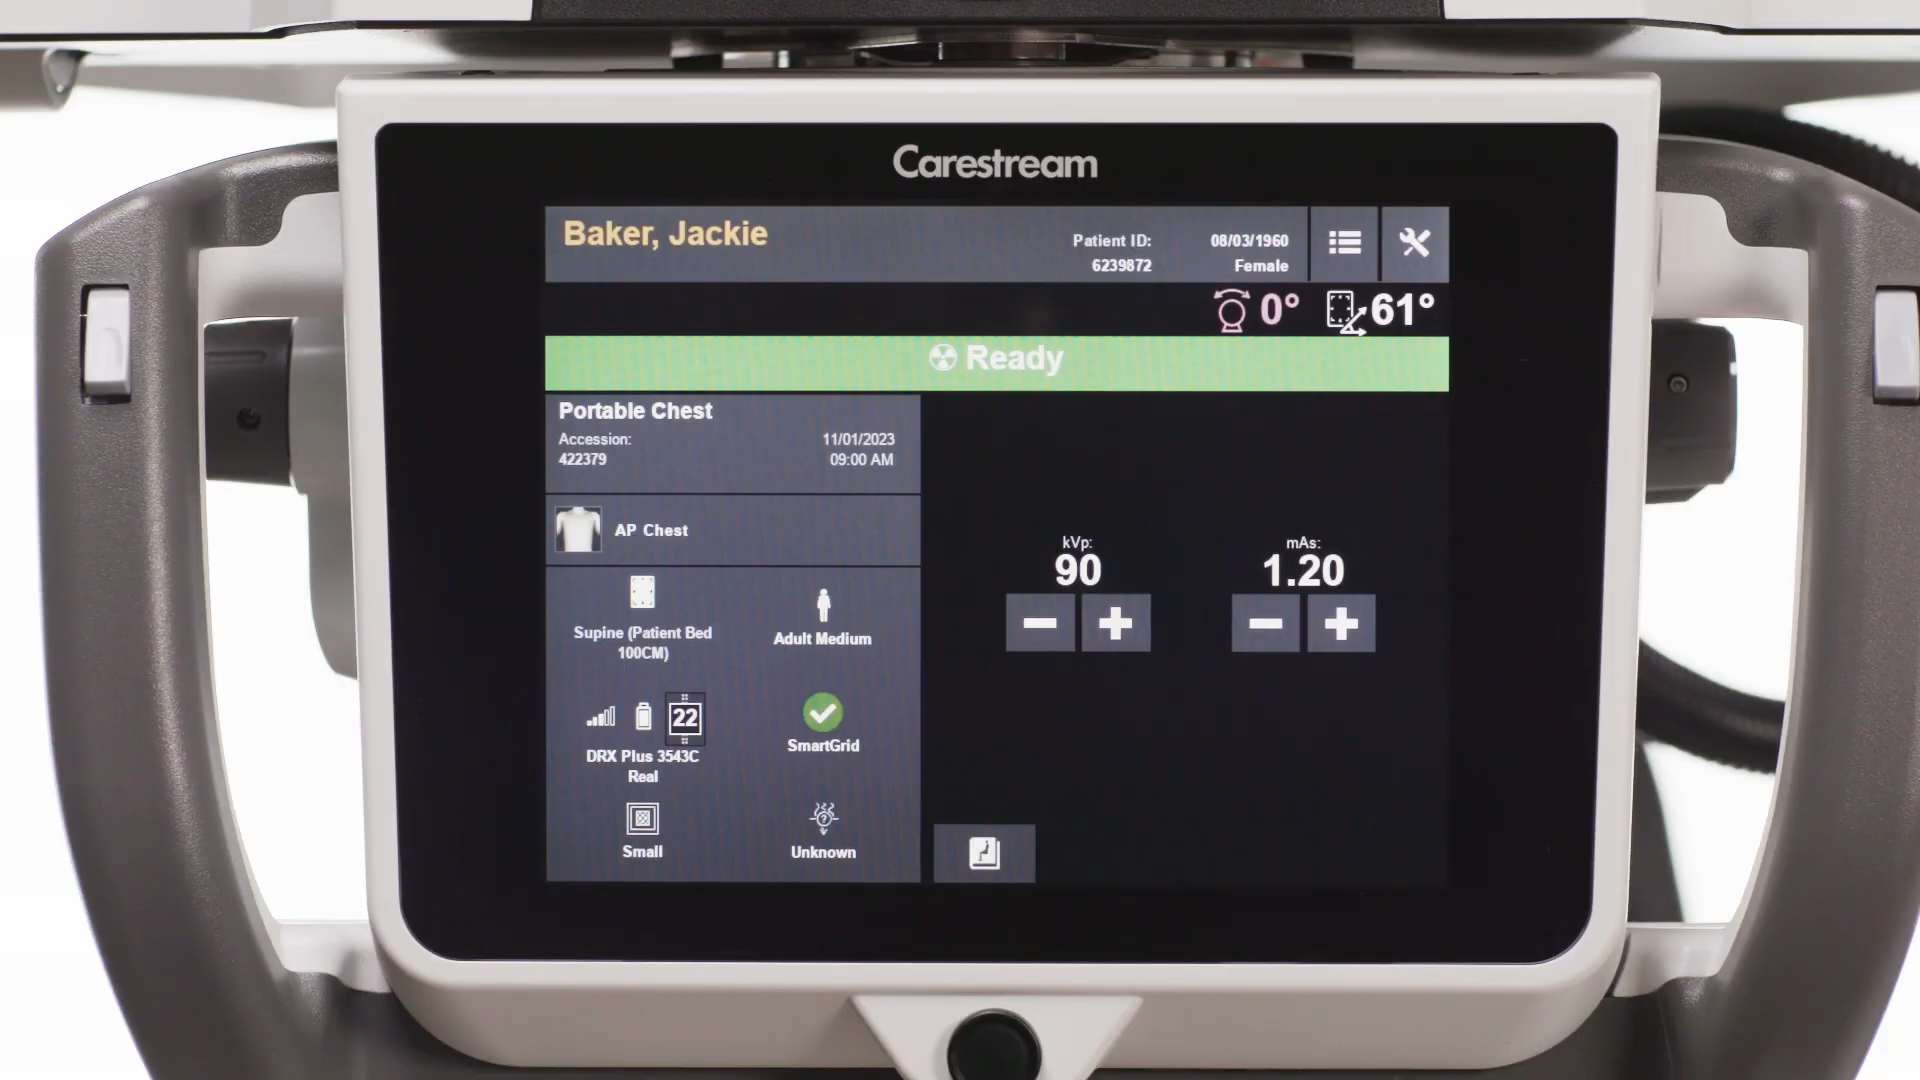 Carestream
Baker, Jackie
Patient ID:
6239872
08/03/1960
Female
0°
61°
Ready
Portable Chest
Accession:
422379
11/01/2023
09:00 AM
AP Chest
Supine (Patient Bed
100CM)
Adult Medium
22
DRX Plus 3543C
Real
SmartGrid
Small
?
Unknown
kVp:
90
mAs:
1.20